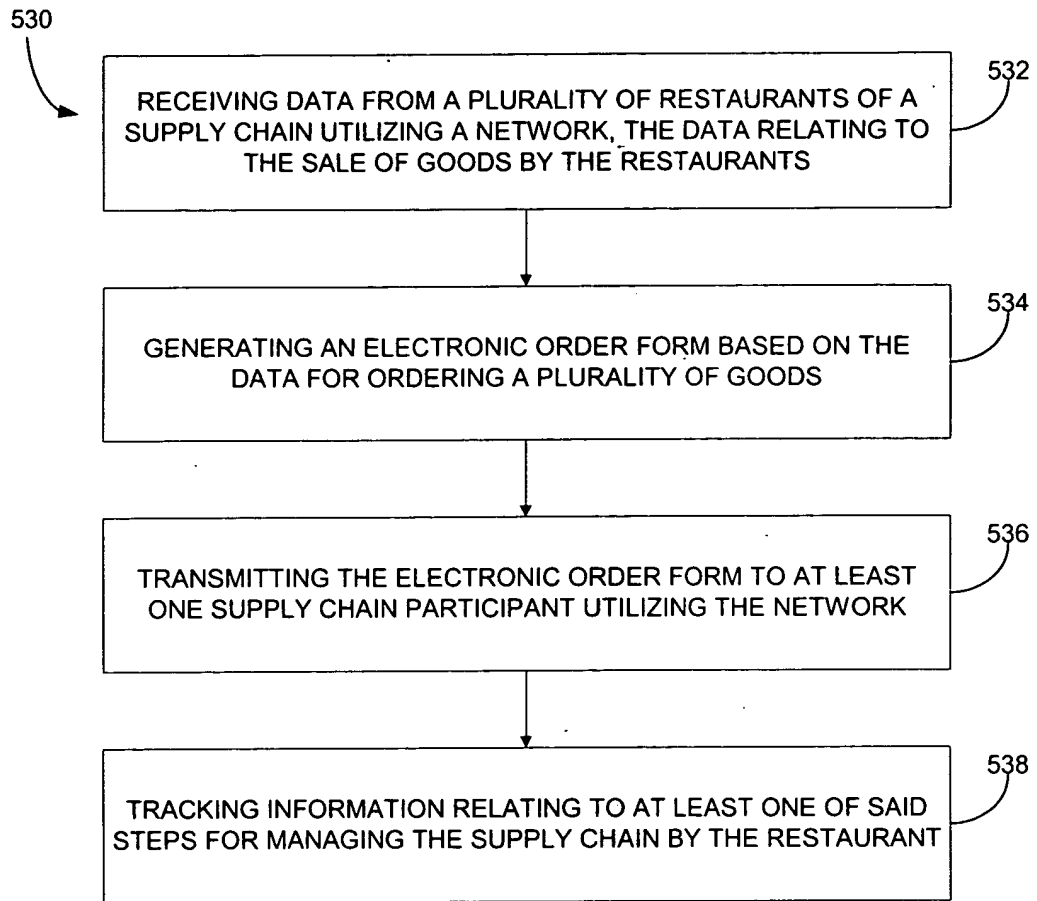 530
532
RECEIVING DATA FROM A PLURALITY OF RESTAURANTS OF A
SUPPLY CHAIN UTILIZING A NETWORK, THE DATA RELATING TO
THE SALE OF GOODS BY THE RESTAURANTS
534
GENERATING AN ELECTRONIC ORDER FORM BASED ON THE
DATA FOR ORDERING A PLURALITY OF GOODS
536
TRANSMITTING THE ELECTRONIC ORDER FORM TO AT LEAST
ONE SUPPLY CHAIN PARTICIPANT UTILIZING THE NETWORK
538
TRACKING INFORMATION RELATING TO AT LEAST ONE OF SAID
STEPS FOR MANAGING THE SUPPLY CHAIN BY THE RESTAURANT